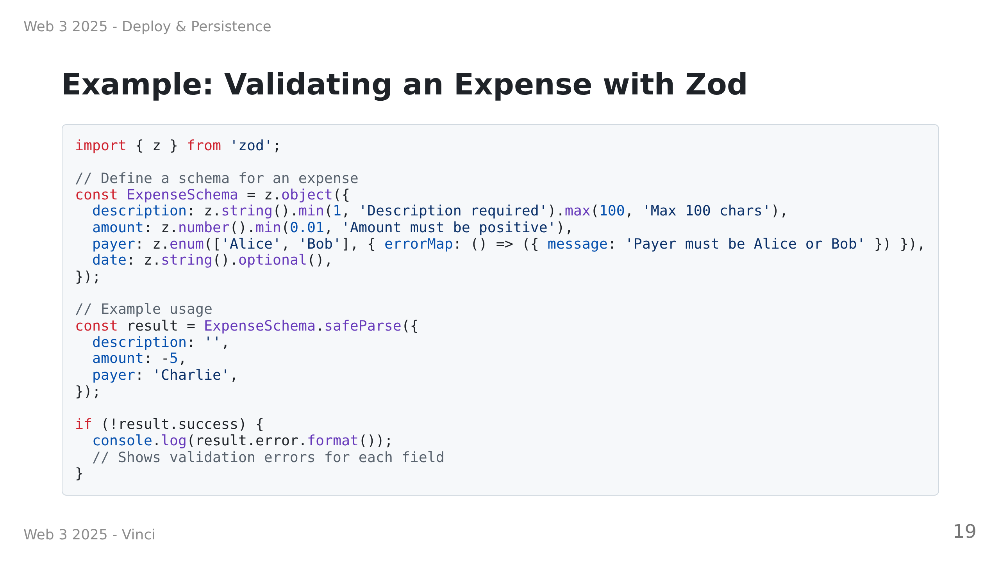 Web 3 2025 - Deploy & Persistence
Example: Validating an Expense with Zod
import { z } from 'zod';
// Define a schema for an expense
const ExpenseSchema = z.object({
  description: z.string().min(1, 'Description required').max(100, 'Max 100 chars'),
  amount: z.number().min(0.01, 'Amount must be positive'),
  payer: z.enum(['Alice', 'Bob'], { errorMap: () => ({ message: 'Payer must be Alice or Bob' }) }),
  date: z.string().optional(),
});
// Example usage
const result = ExpenseSchema.safeParse({
  description: '',
  amount: -5,
  payer: 'Charlie',
});
if (!result.success) {
  console.log(result.error.format());
  // Shows validation errors for each field
}
Web 3 2025 - Vinci
19